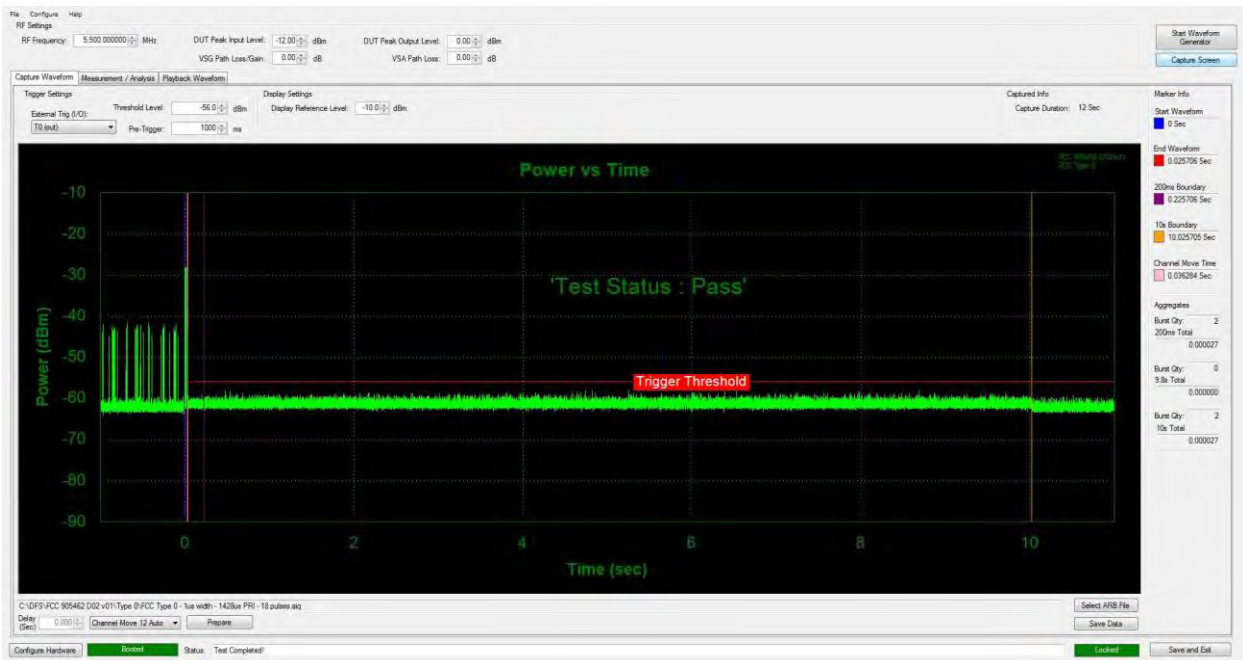 File Configure Help
RF Settings
RF Frequency: 5,500.000000 MHz DUT Peak Input Level: -12.00 dBm DUT Peak Output Level: 0.00 dBm
VSG Path Loss/Gain: 0.00 dB VSA Path Loss: 0.00 dB
Start Waveform
Generator
Capture Screen
Capture Waveform Measurement / Analysis Playback Waveform
Trigger Settings Display Settings Captured Info Marker Info
External Trig (I/O): Threshold Level: -56.0 dBm Display Reference Level: -10.0 dBm Capture Duration: 12 Sec
T0 (out) Pre-Trigger: 1000 ms
Start Waveform
0 Sec
End Waveform
0.025706 Sec
200ms Boundary
0.225706 Sec
10s Boundary
10.025705 Sec
Channel Move Time
0.036284 Sec
Aggregates
Burst Qty: 2
200ms Total
0.000027
Burst Qty: 0
9.8s Total
0.000000
Burst Qty: 2
10s Total
0.000027
Power vs Time
'Test Status : Pass'
Trigger Threshold
Power (dBm)
-10
-20
-30
-40
-50
-60
-70
-80
-90
0 2 4 6 8 10
Time (sec)
C:\DFS\FCC 905462 D02 v01\Type 0\FCC Type 0 - 1us width - 1428us PRI - 18 pulses.aiq Select ARB File
Delay
(Sec) 0.000 Channel Move 12 Auto Prepare Save Data
Configure Hardware Booted Status: Test Completed! Locked Save and Exit